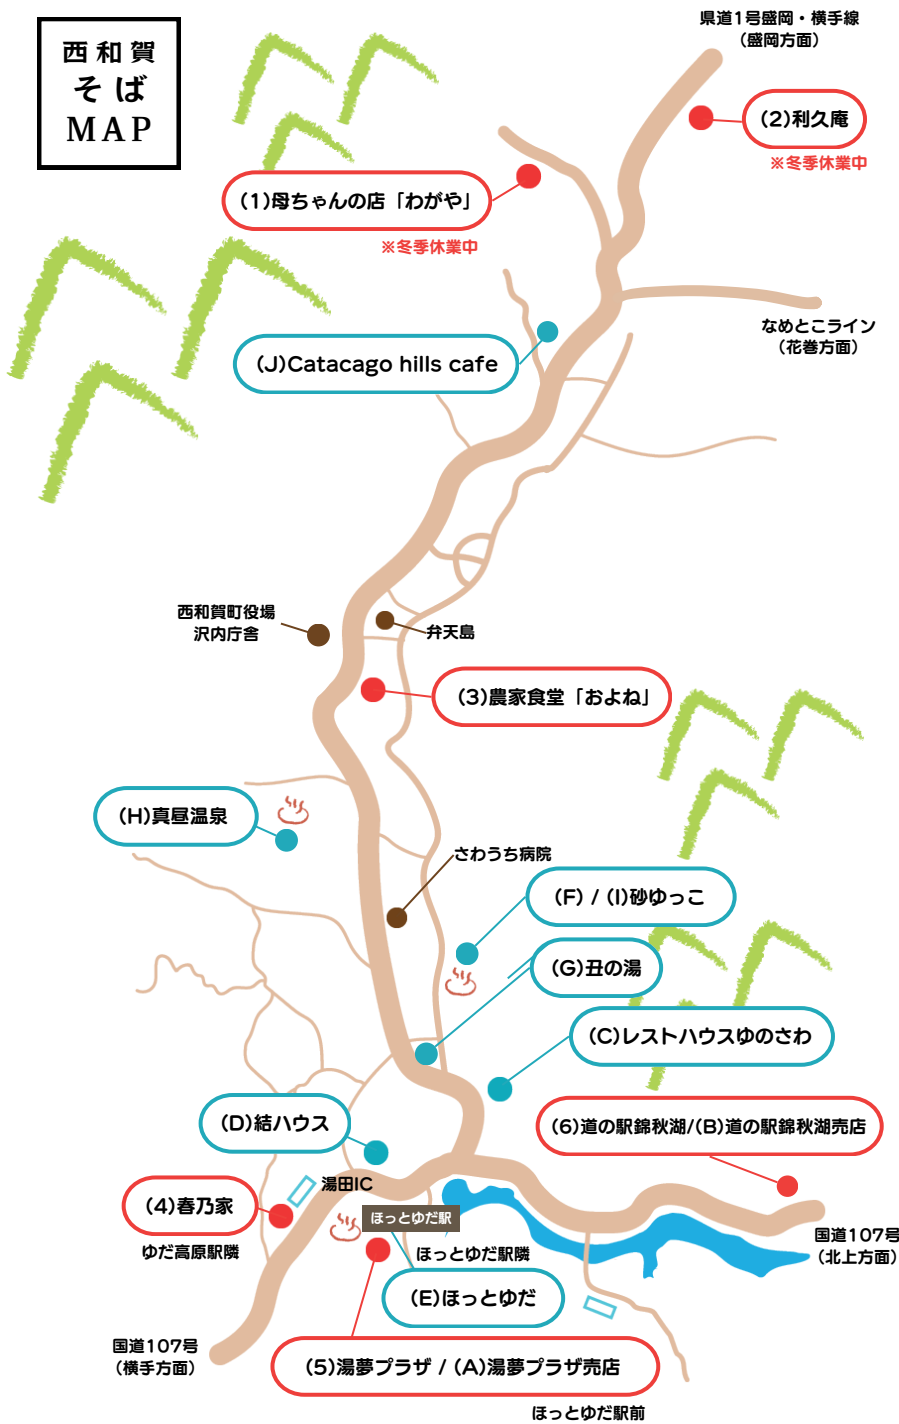 西和賀
そば
MAP
県道1号盛岡・横手線
（盛岡方面）
(2)利久庵
※冬季休業中
(1)母ちゃんの店「わがや」
※冬季休業中
なめとこライン
（花巻方面）
(J)Catacago hills cafe
西和賀町役場
沢内庁舎
弁天島
(3)農家食堂「およね」
(H)真昼温泉
さわうち病院
(F) / (I)砂ゆっこ
(G)丑の湯
(C)レストハウスゆのさわ
(D)結ハウス
(6)道の駅錦秋湖/(B)道の駅錦秋湖売店
湯田IC
(4)春乃家
ゆだ高原駅隣
ほっとゆだ駅
ほっとゆだ駅隣
国道107号
（北上方面）
(E)ほっとゆだ
国道107号
（横手方面）
(5)湯夢プラザ / (A)湯夢プラザ売店
ほっとゆだ駅前